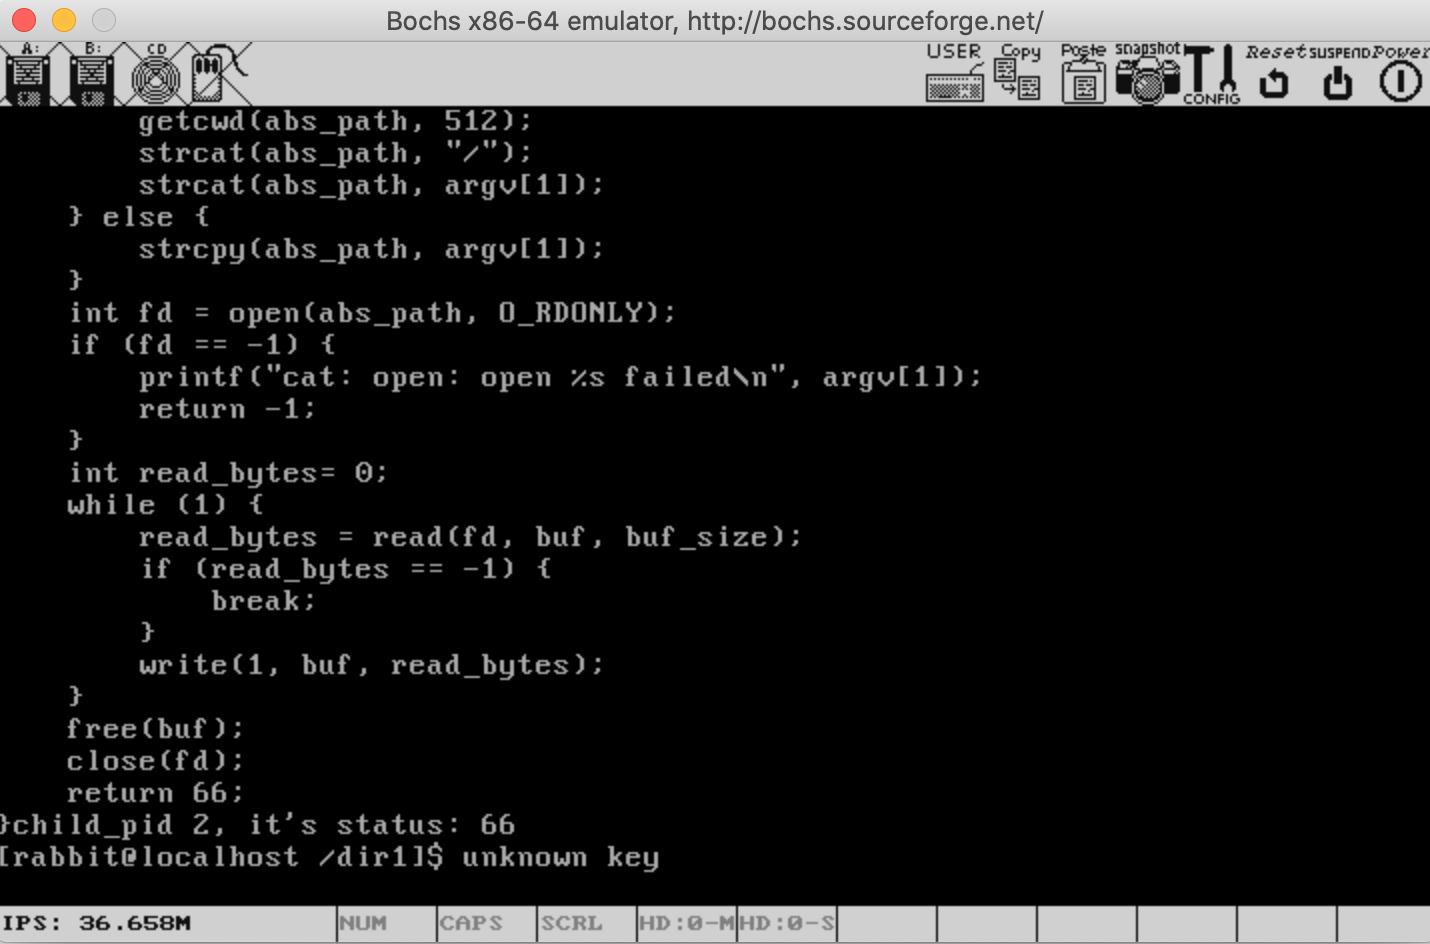 Bochs x86-64 emulator, http://bochs.sourceforge.net/
A: B: CD USER Copy Paste snapshot CONFIG Reset SUSPEND Power
        getcwd(abs_path, 512);
        strcat(abs_path, "/");
        strcat(abs_path, argv[1]);
    } else {
        strcpy(abs_path, argv[1]);
    }
    int fd = open(abs_path, O_RDONLY);
    if (fd == -1) {
        printf("cat: open: open %s failed\n", argv[1]);
        return -1;
    }
    int read_bytes= 0;
    while (1) {
        read_bytes = read(fd, buf, buf_size);
        if (read_bytes == -1) {
            break;
        }
        write(1, buf, read_bytes);
    }
    free(buf);
    close(fd);
    return 66;
}child_pid 2, it's status: 66
[rabbit@localhost /dir1]$ unknown key
IPS: 36.658M NUM CAPS SCRL HD:0-M HD:0-S